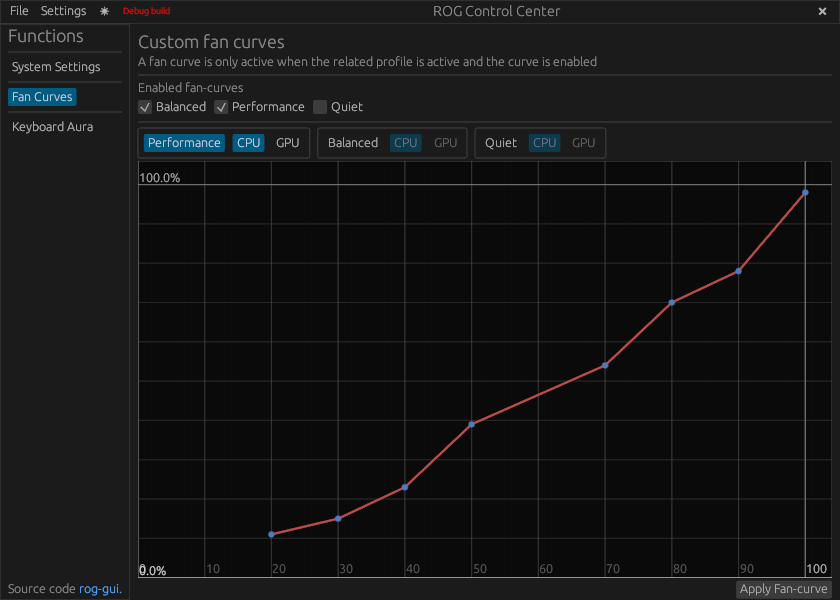 File Settings ☀ Debug build ROG Control Center ×
Functions
System Settings
Fan Curves
Keyboard Aura
Custom fan curves
A fan curve is only active when the related profile is active and the curve is enabled
Enabled fan-curves
Balanced Performance Quiet
Performance CPU GPU Balanced CPU GPU Quiet CPU GPU
100.0%
0.0% 10 20 30 40 50 60 70 80 90 100
Source code rog-gui.
Apply Fan-curve